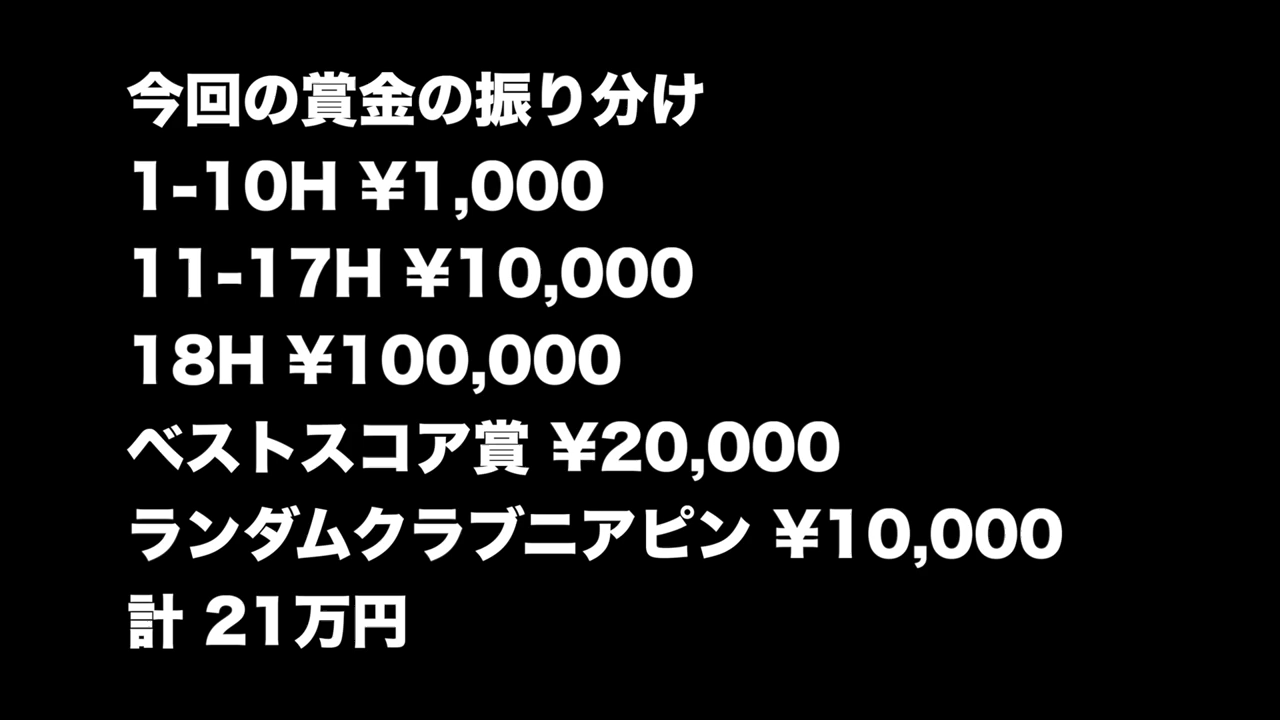 今回の賞金の振り分け
1-10H ¥1,000
11-17H ¥10,000
18H ¥100,000
ベストスコア賞 ¥20,000
ランダムクラブニアピン ¥10,000
計 21万円